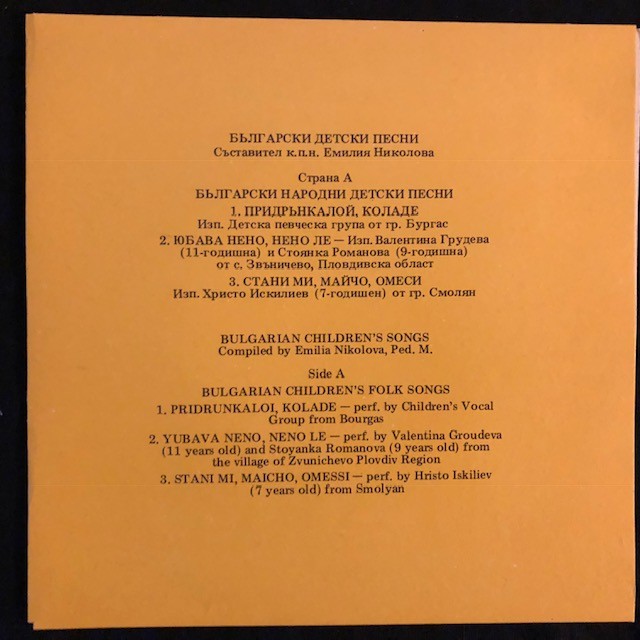 БЪЛГАРСКИ ДЕТСКИ ПЕСНИ
Съставител к.п.н. Емилия Николова
Страна А
БЪЛГАРСКИ НАРОДНИ ДЕТСКИ ПЕСНИ
1. ПРИДРЪНКАЛОЙ, КОЛАДЕ
Изп. Детска певческа група от гр. Бургас
2. ЮБАВА НЕНО, НЕНО ЛЕ — Изп. Валентина Грудева
(11-годишна) и Стоянка Романова (9-годишна)
от с. Звъничево, Пловдивска област
3. СТАНИ МИ, МАЙЧО, ОМЕСИ
Изп. Христо Искилиев (7-годишен) от гр. Смолян
BULGARIAN CHILDREN'S SONGS
Compiled by Emilia Nikolova, Ped. M.
Side A
BULGARIAN CHILDREN'S FOLK SONGS
1. PRIDRUNKALOI, KOLADE — perf. by Children's Vocal
Group from Bourgas
2. YUBAVA NENO, NENO LE — perf. by Valentina Groudeva
(11 years old) and Stoyanka Romanova (9 years old) from
the village of Zvunichevo Plovdiv Region
3. STANI MI, MAICHO, OMESSI — perf. by Hristo Iskiliev
(7 years old) from Smolyan